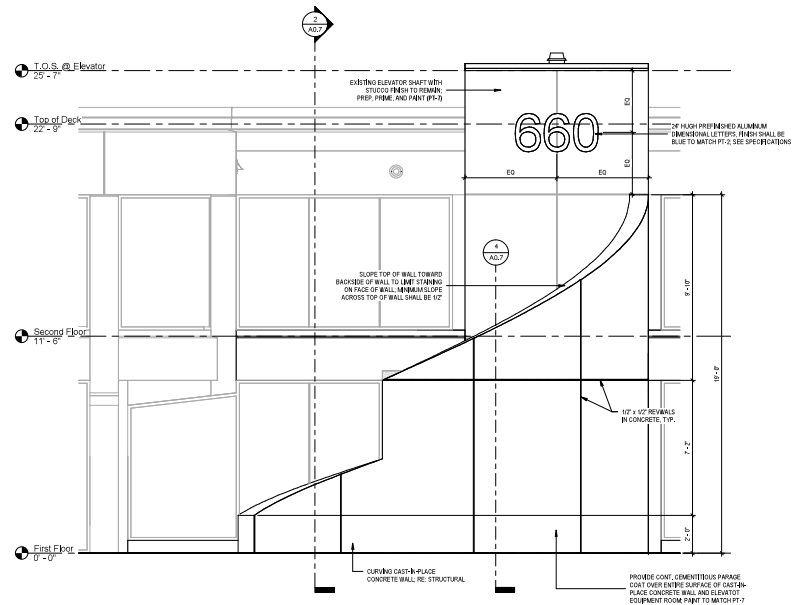 2
A0.7
T.O.S. @ Elevator
25' - 7"
EXISTING ELEVATOR SHAFT WITH
STUCCO FINISH TO REMAIN;
PREP, PRIME, AND PAINT (PT-7)
EQ
Top of Deck
22' - 9"
660
24" HUGH PREFINISHED ALUMINUM
DIMENSIONAL LETTERS, FINISH SHALL BE
BLUE TO MATCH PT-2; SEE SPECIFICATIONS
EQ
EQ
EQ
4
A0.7
SLOPE TOP OF WALL TOWARD
BACKSIDE OF WALL TO LIMIT STAINING
ON FACE OF WALL; MINIMUM SLOPE
ACROSS TOP OF WALL SHALL BE 1/2"
9' - 10"
Second Floor
11' - 6"
1/2" x 1/2" REVWALS
IN CONCRETE, TYP.
7' - 2"
2' - 0"
First Floor
0' - 0"
CURVING CAST-IN-PLACE
CONCRETE WALL; RE: STRUCTURAL
PROVIDE CONT. CEMENTITIOUS PARAGE
COAT OVER ENTIRE SURFACE OF CAST-IN-
PLACE CONCRETE WALL AND ELEVATOT
EQUIPMENT ROOM; PAINT TO MATCH PT-7